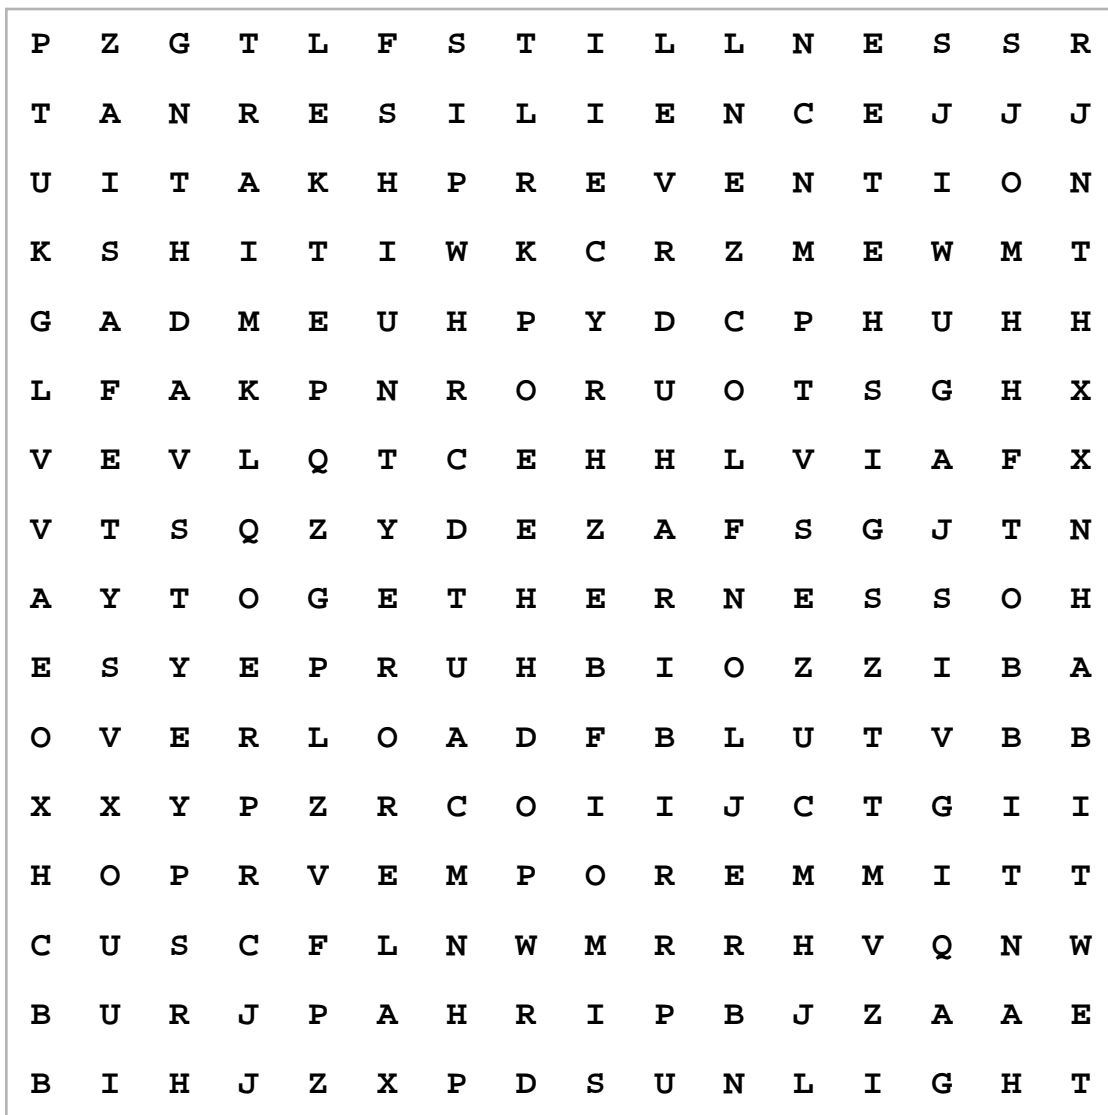 P Z G T L F S T I L L N E S S R
T A N R E S I L I E N C E J J J
U I T A K H P R E V E N T I O N
K S H I T I W K C R Z M E W M T
G A D M E U H P Y D C P H U H H
L F A K P N R O R U O T S G H X
V E V L Q T C E H H L V I A F X
V T S Q Z Y D E Z A F S G J T N
A Y T O G E T H E R N E S S O H
E S Y E P R U H B I O Z Z I B A
O V E R L O A D F B L U T V B B
X X Y P Z R C O I I J C T G I I
H O P R V E M P O R E M M I T T
C U S C F L N W M R R H V Q N W
B U R J P A H R I P B J Z A A E
B I H J Z X P D S U N L I G H T